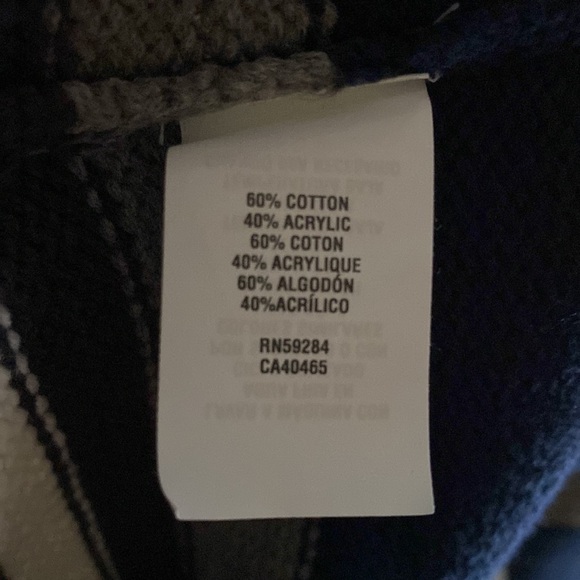 60% COTTON
40% ACRYLIC
60% COTON
40% ACRYLIQUE
60% ALGODÓN
40%ACRÍLICO
RN59284
CA40465